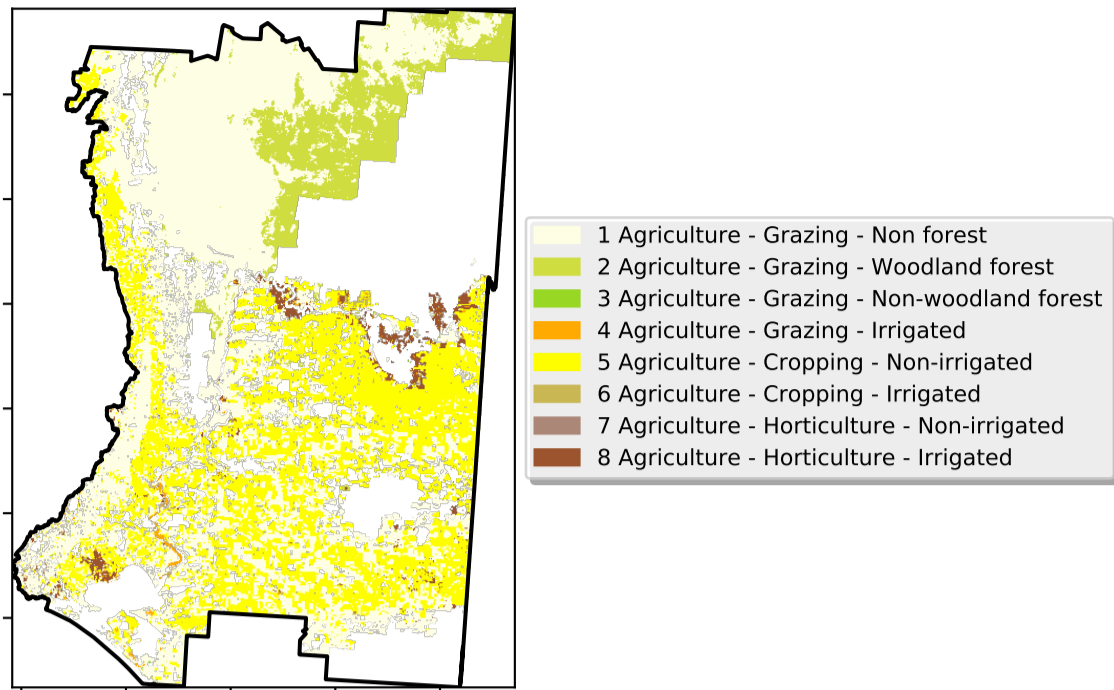 1 Agriculture - Grazing - Non forest
2 Agriculture - Grazing - Woodland forest
3 Agriculture - Grazing - Non-woodland forest
4 Agriculture - Grazing - Irrigated
5 Agriculture - Cropping - Non-irrigated
6 Agriculture - Cropping - Irrigated
7 Agriculture - Horticulture - Non-irrigated
8 Agriculture - Horticulture - Irrigated